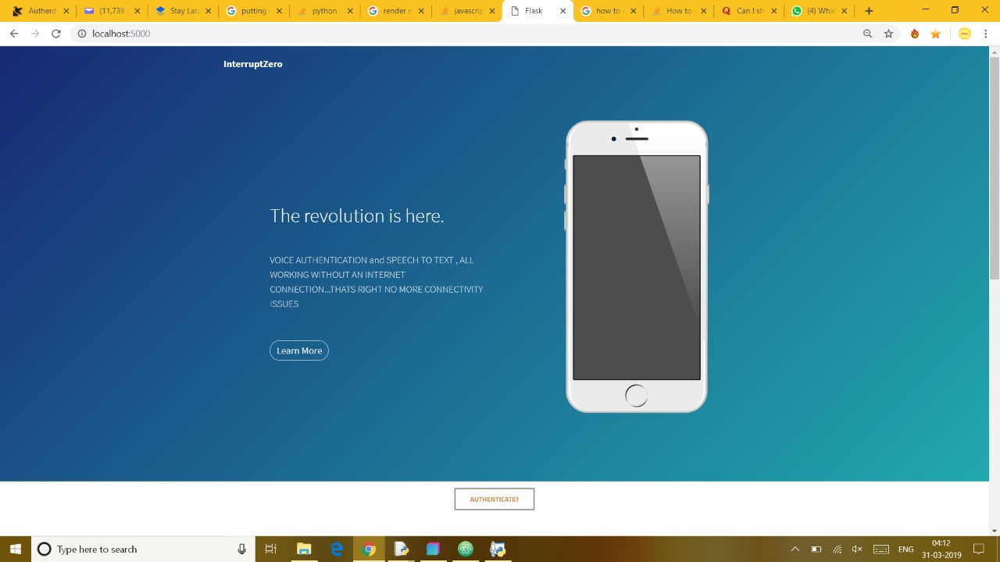 Authenti
(11,739 
Stay Late
putting
python -
render n
javascrip
Flask
how to c
How to
Can I sh
(4) What
localhost:5000
InterruptZero
The revolution is here.
VOICE AUTHENTICATION and SPEECH TO TEXT , ALL
WORKING WITHOUT AN INTERNET
CONNECTION...THATS RIGHT NO MORE CONNECTIVITY
ISSUES
Learn More
AUTHENTICATE?
Type here to search
ENG
04:12
31-03-2019